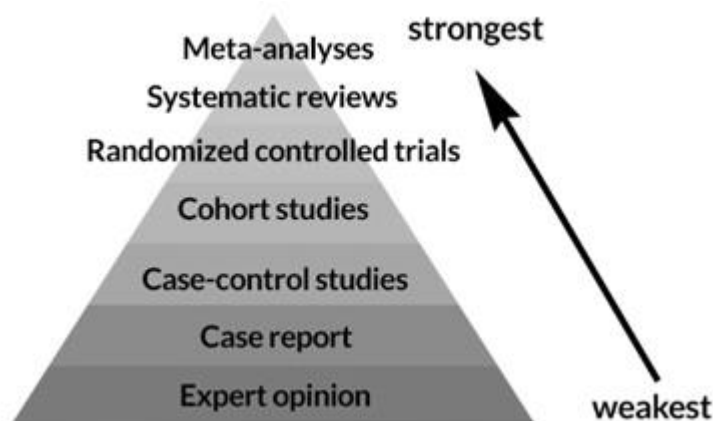 strongest
Meta-analyses
Systematic reviews
Randomized controlled trials
Cohort studies
Case-control studies
Case report
Expert opinion
weakest